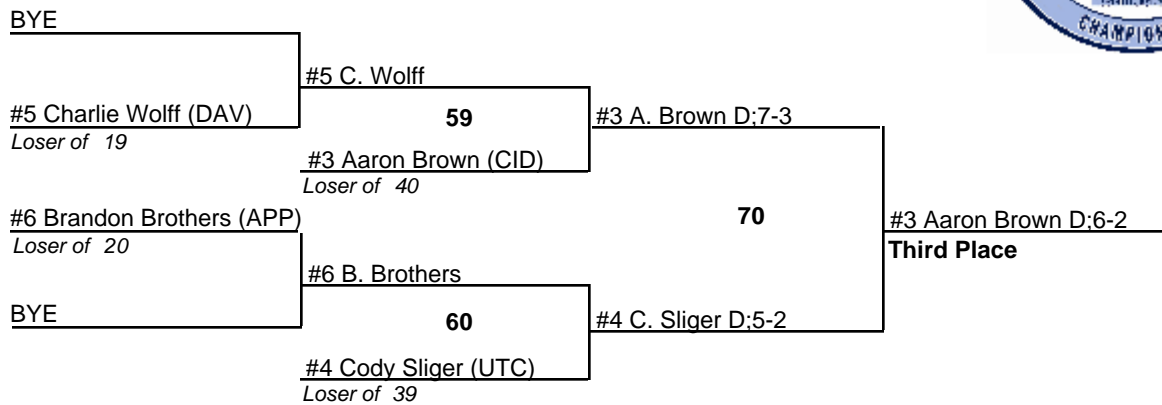 CHAMPION
BYE
#5 C. Wolff
#5 Charlie Wolff (DAV)
Loser of 19
59
#3 A. Brown D;7-3
#3 Aaron Brown (CID)
Loser of 40
#6 Brandon Brothers (APP)
Loser of 20
70
#3 Aaron Brown D;6-2
Third Place
#6 B. Brothers
BYE
60
#4 C. Sliger D;5-2
#4 Cody Sliger (UTC)
Loser of 39